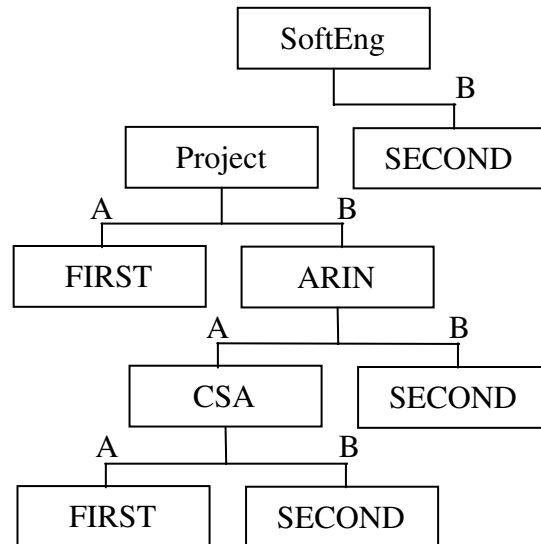 SoftEng
B
Project
SECOND
A B
FIRST ARIN
A B
CSA SECOND
A B
FIRST SECOND